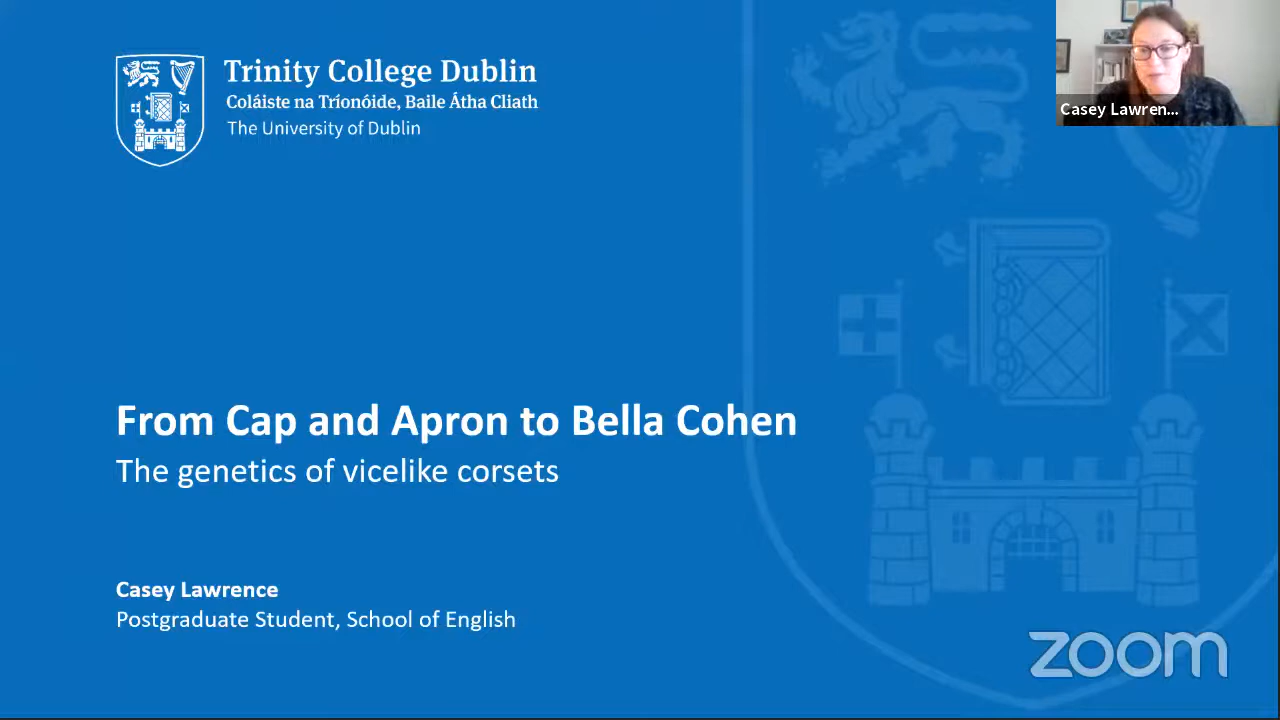 Trinity College Dublin
Coláiste na Tríonóide, Baile Átha Cliath
The University of Dublin
Casey Lawren...
From Cap and Apron to Bella Cohen
The genetics of vicelike corsets
Casey Lawrence
Postgraduate Student, School of English
zoom